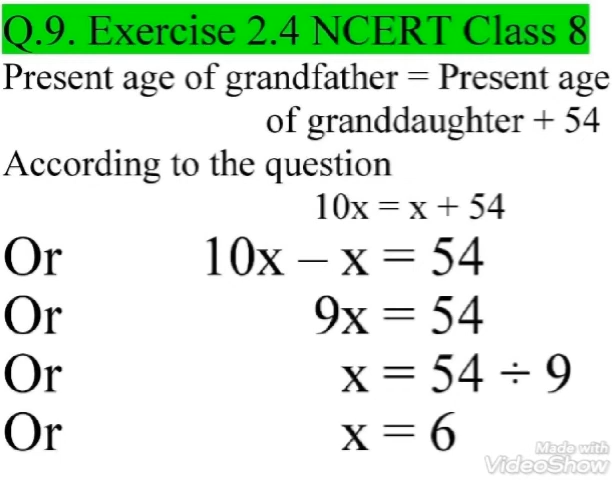 Q.9. Exercise 2.4 NCERT Class 8
Present age of grandfather = Present age
of granddaughter + 54
According to the question
10x = x + 54
Or 10x – x = 54
Or 9x = 54
Or x = 54 ÷ 9
Or x = 6
Made with
VideoShow